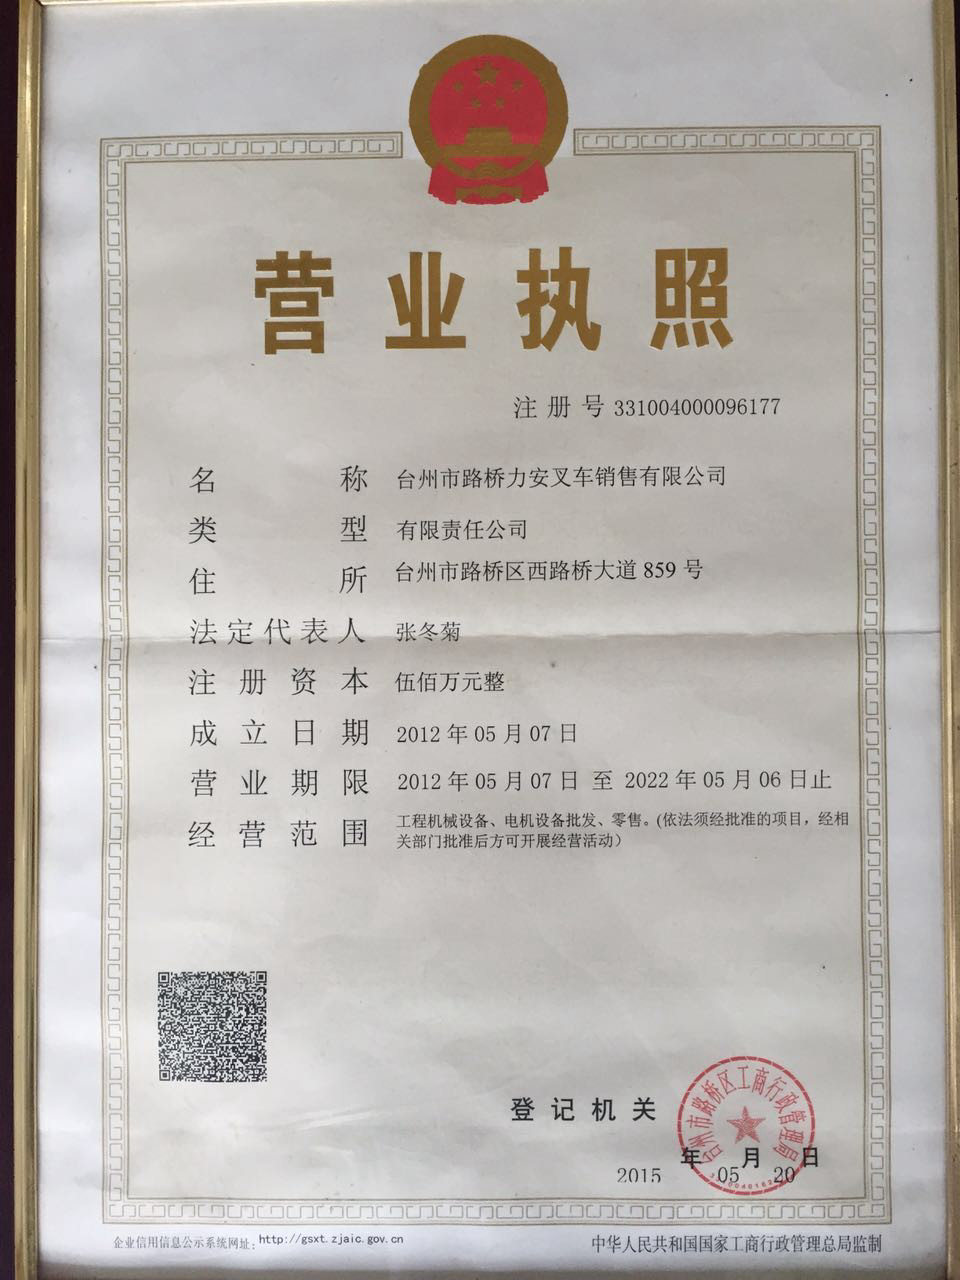 营业执照
注册号 331004000096177
名称 台州市路桥力安叉车销售有限公司
类型 有限责任公司
住所 台州市路桥区西路桥大道859号
法定代表人 张冬菊
注册资本 伍佰万元整
成立日期 2012年05月07日
营业期限 2012年05月07日 至 2022年05月06日止
经营范围 工程机械设备、电机设备批发、零售。(依法须经批准的项目，经相
关部门批准后方可开展经营活动）
登记机关
台州市路桥区工商行政管理局
2015年05月20日
企业信用信息公示系统网址：http://gsxt.zjaic.gov.cn
中华人民共和国国家工商行政管理总局监制